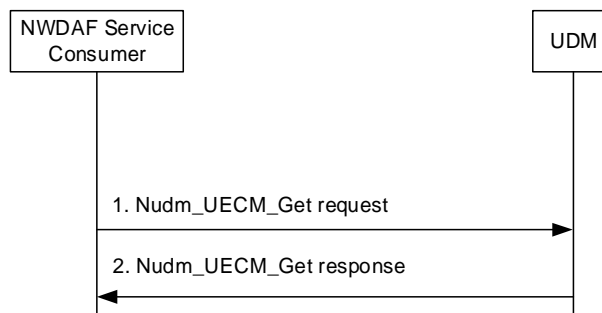 NWDAF Service
Consumer
UDM
1. Nudm_UECM_Get request
2. Nudm_UECM_Get response